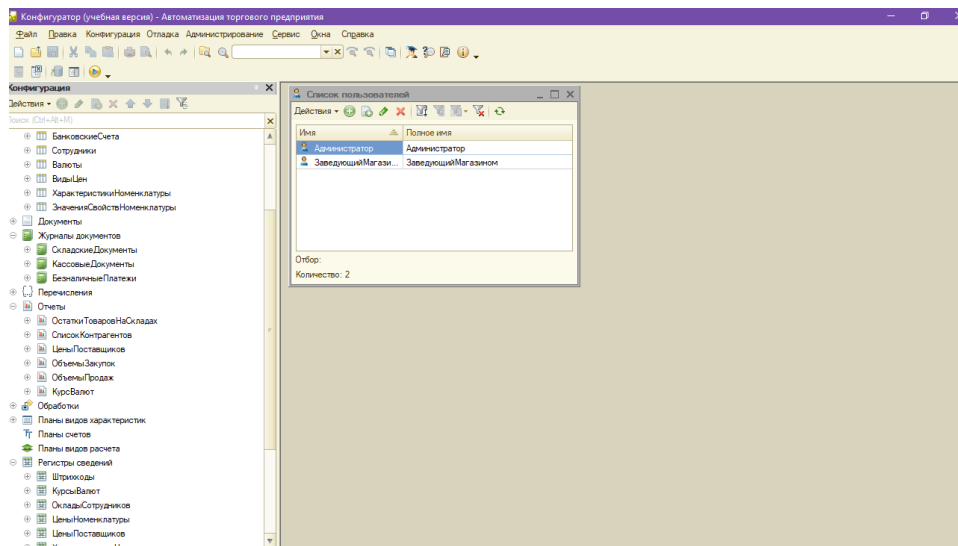 Конфигуратор (учебная версия) - Автоматизация торгового предприятия
Файл Правка Конфигурация Отладка Администрирование Сервис Окна Справка
Конфигурация
Действия
Поиск (Ctrl+Alt+M)
БанковскиеСчета
Сотрудники
Валюты
ВидыЦен
ХарактеристикиНоменклатуры
ЗначенияСвойствНоменклатуры
Документы
Журналы документов
СкладскиеДокументы
КассовыеДокументы
БезналичныеПлатежи
Перечисления
Отчеты
ОстаткиТоваровНаСкладах
СписокКонтрагентов
ЦеныПоставщиков
ОбъемыЗакупок
ОбъемыПродаж
КурсВалют
Обработки
Планы видов характеристик
Планы счетов
Планы видов расчета
Регистры сведений
Штрихкоды
КурсыВалют
ОкладыСотрудников
ЦеныНоменклатуры
ЦеныПоставщиков
Список пользователей
Действия
Имя Полное имя
Администратор Администратор
ЗаведующийМагази... ЗаведующийМагазином
Отбор:
Количество: 2